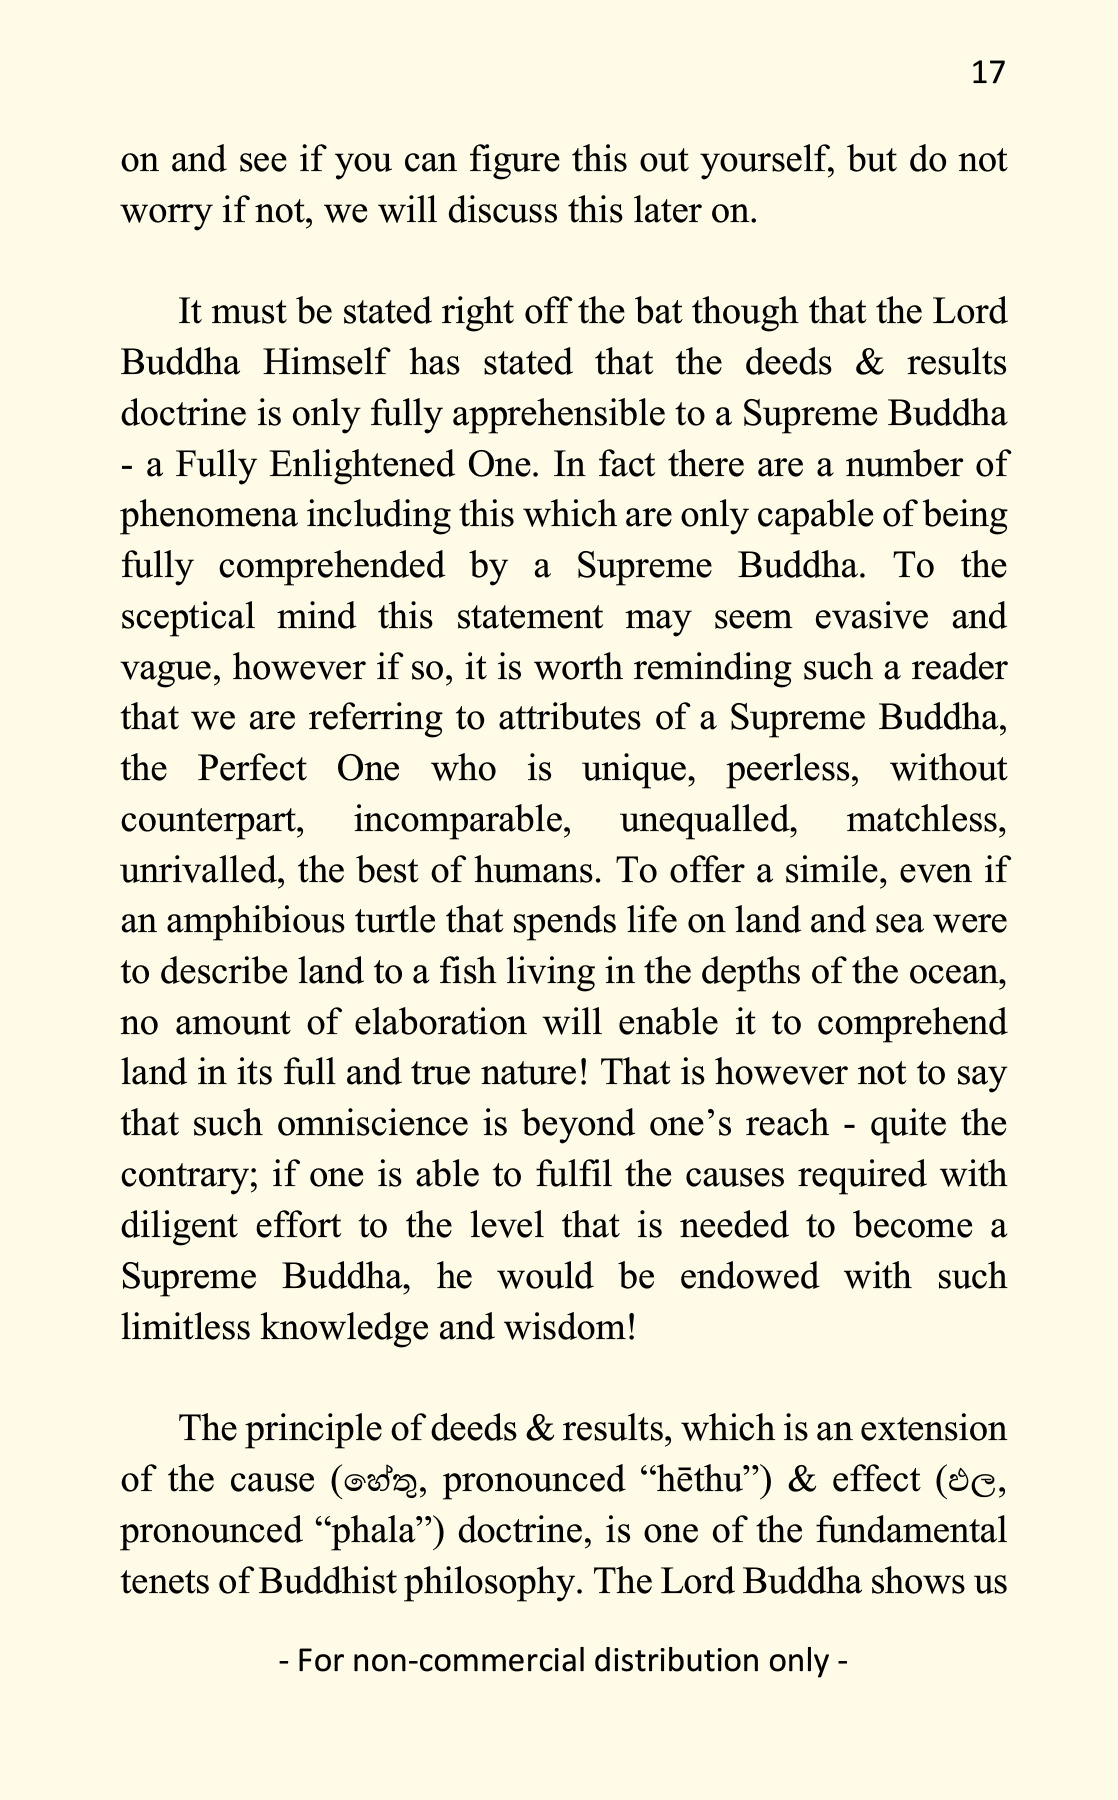 17
on and see if you can figure this out yourself, but do not
worry if not, we will discuss this later on.
It must be stated right off the bat though that the Lord
Buddha Himself has stated that the deeds & results
doctrine is only fully apprehensible to a Supreme Buddha
- a Fully Enlightened One. In fact there are a number of
phenomena including this which are only capable of being
fully comprehended by a Supreme Buddha. To the
sceptical mind this statement may seem evasive and
vague, however if so, it is worth reminding such a reader
that we are referring to attributes of a Supreme Buddha,
the Perfect One who is unique, peerless, without
counterpart, incomparable, unequalled, matchless,
unrivalled, the best of humans. To offer a simile, even if
an amphibious turtle that spends life on land and sea were
to describe land to a fish living in the depths of the ocean,
no amount of elaboration will enable it to comprehend
land in its full and true nature! That is however not to say
that such omniscience is beyond one’s reach - quite the
contrary; if one is able to fulfil the causes required with
diligent effort to the level that is needed to become a
Supreme Buddha, he would be endowed with such
limitless knowledge and wisdom!
The principle of deeds & results, which is an extension
of the cause (හේතු, pronounced “hēthu”) & effect (ඵල,
pronounced “phala”) doctrine, is one of the fundamental
tenets of Buddhist philosophy. The Lord Buddha shows us
- For non-commercial distribution only -